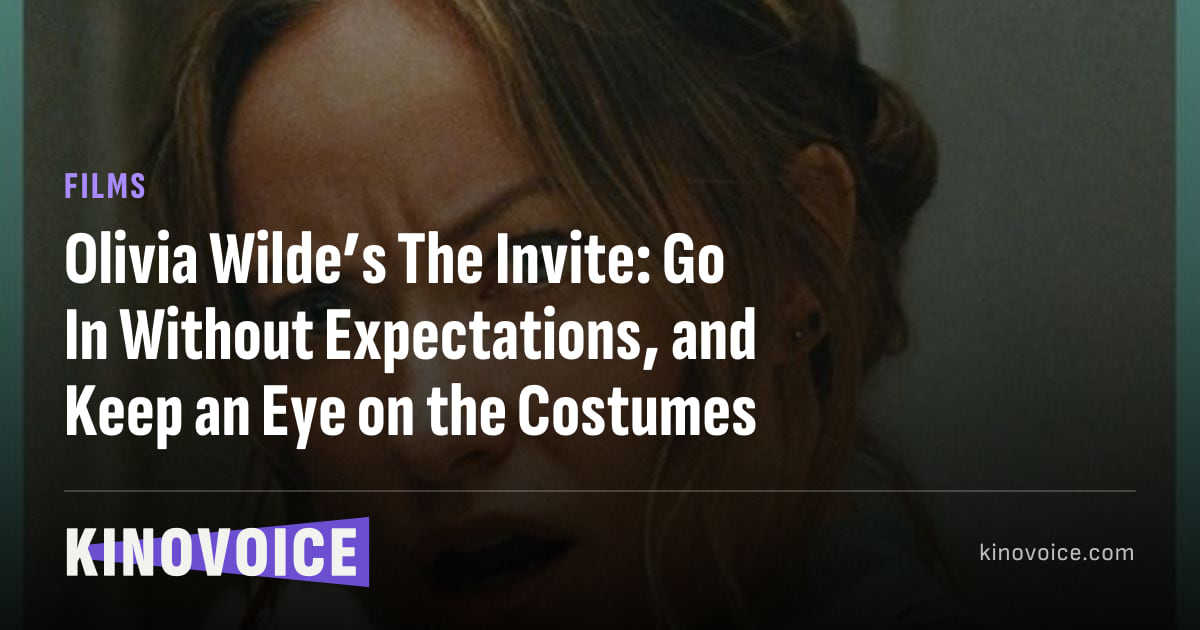 FILMS
Olivia Wilde’s The Invite: Go
In Without Expectations, and
Keep an Eye on the Costumes
KINOVOICE
kinovoice.com